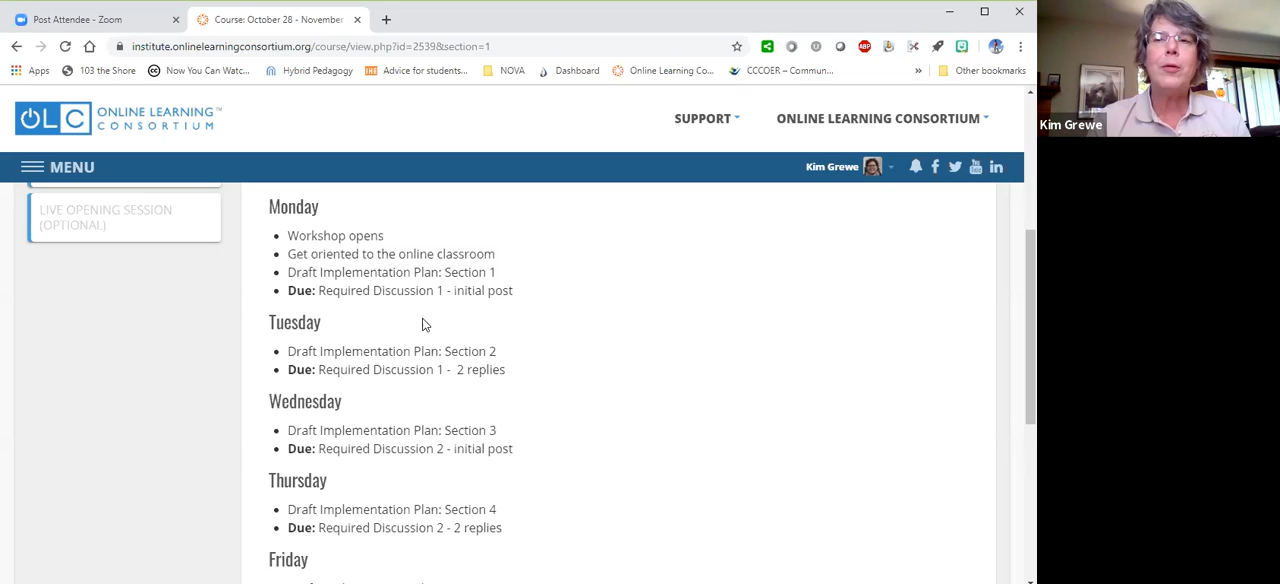 Post Attendee - Zoom
Course: October 28 - November
institute.onlinelearningconsortium.org/course/view.php?id=2539&section=1
ABP
Apps
103 the Shore
Now You Can Watc...
Hybrid Pedagogy
Advice for students...
NOVA
Dashboard
Online Learning Co...
CCCOER – Commun...
»
Other bookmarks
OLC
ONLINE LEARNING™
CONSORTIUM
SUPPORT
ONLINE LEARNING CONSORTIUM
MENU
Kim Grewe
LIVE OPENING SESSION
(OPTIONAL)
Monday
• Workshop opens
• Get oriented to the online classroom
• Draft Implementation Plan: Section 1
• Due: Required Discussion 1 - initial post
Tuesday
• Draft Implementation Plan: Section 2
• Due: Required Discussion 1 - 2 replies
Wednesday
• Draft Implementation Plan: Section 3
• Due: Required Discussion 2 - initial post
Thursday
• Draft Implementation Plan: Section 4
• Due: Required Discussion 2 - 2 replies
Friday
Kim Grewe